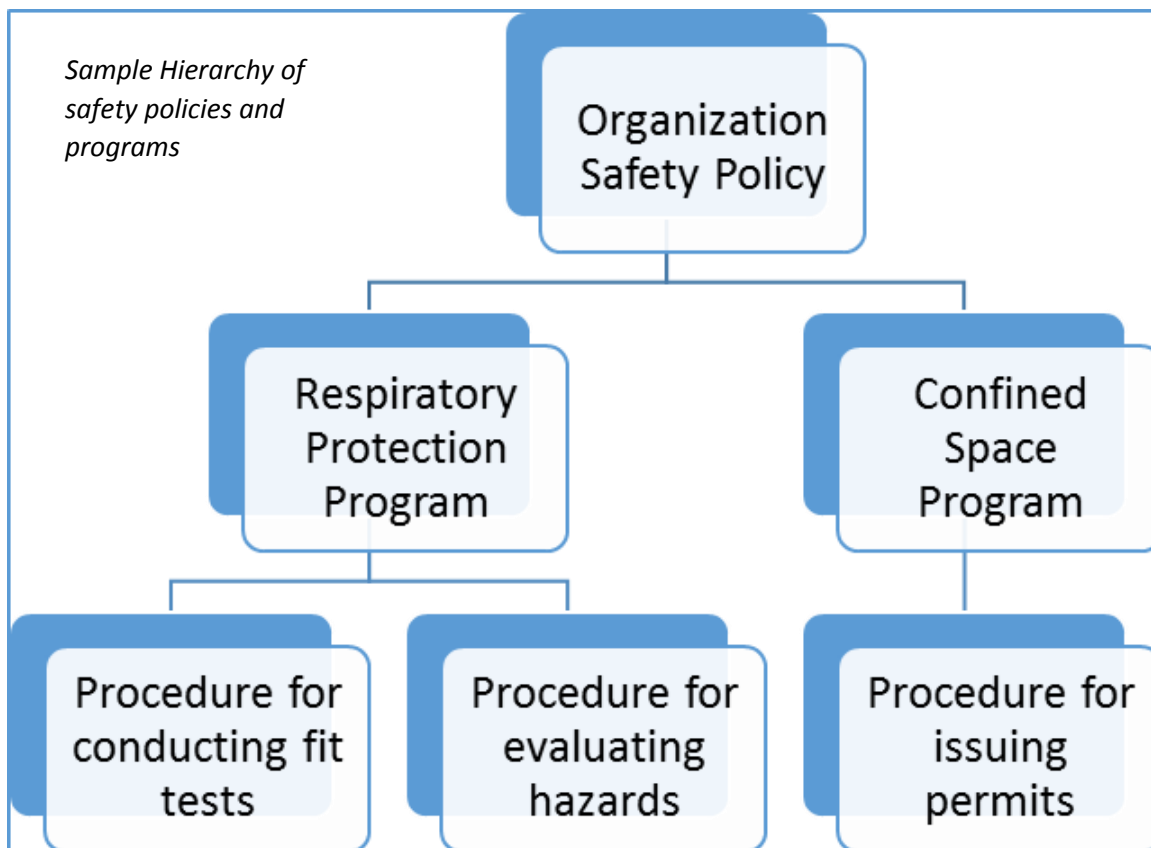 Sample Hierarchy of
safety policies and
programs
Organization
Safety Policy
Respiratory
Protection
Program
Confined
Space
Program
Procedure for
conducting fit
tests
Procedure for
evaluating
hazards
Procedure for
issuing
permits